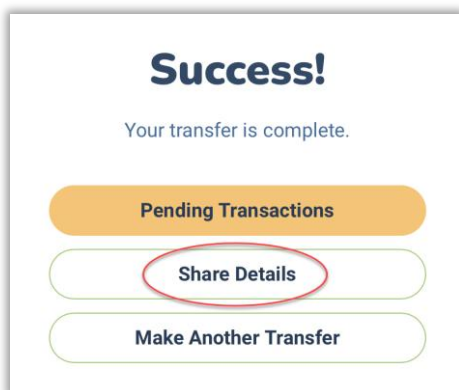 Success!
Your transfer is complete.
Pending Transactions
Share Details
Make Another Transfer